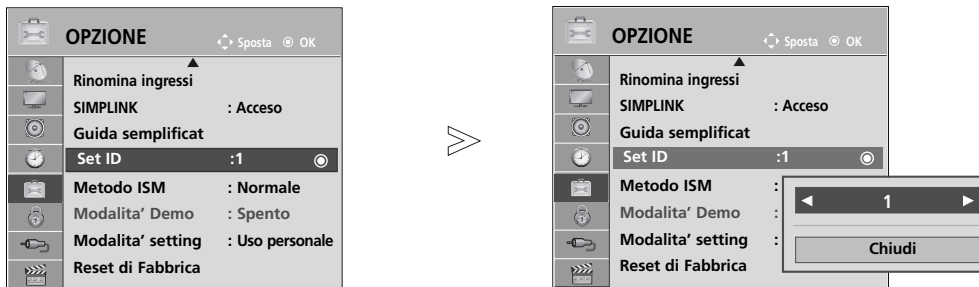 OPZIONE Sposta OK
Rinomina ingressi
SIMPLINK : Acceso
Guida semplificat
Set ID :1
Metodo ISM : Normale
Modalita' Demo : Spento
Modalita' setting : Uso personale
Reset di Fabbrica
OPZIONE Sposta OK
Rinomina ingressi
SIMPLINK : Acceso
Guida semplificat
Set ID :1
Metodo ISM :
Modalita' Demo :
Modalita' setting :
Reset di Fabbrica
1
Chiudi